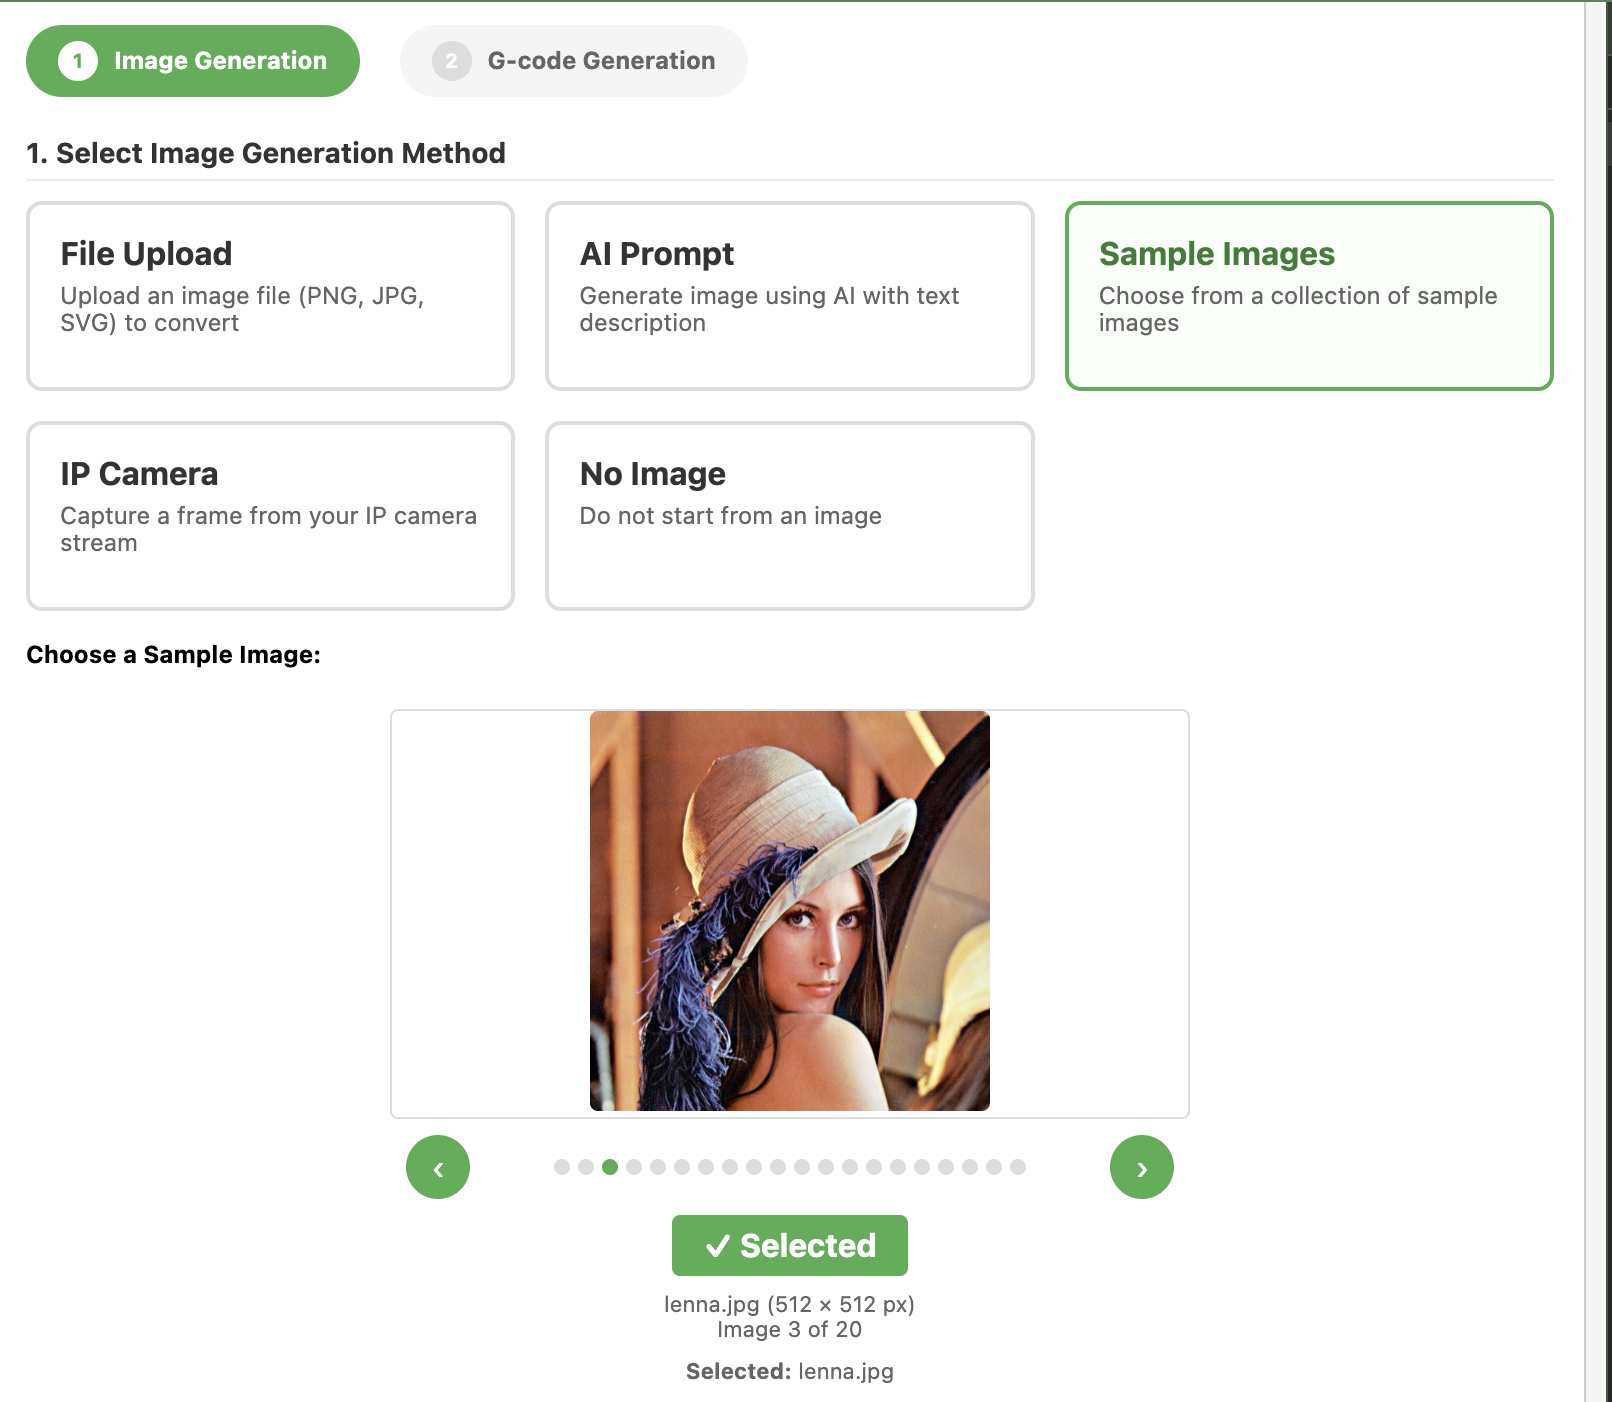 1 Image Generation
2 G-code Generation
1. Select Image Generation Method
File Upload
Upload an image file (PNG, JPG,
SVG) to convert
AI Prompt
Generate image using AI with text
description
Sample Images
Choose from a collection of sample
images
IP Camera
Capture a frame from your IP camera
stream
No Image
Do not start from an image
Choose a Sample Image:
‹
›
✓ Selected
lenna.jpg (512 × 512 px)
Image 3 of 20
Selected: lenna.jpg